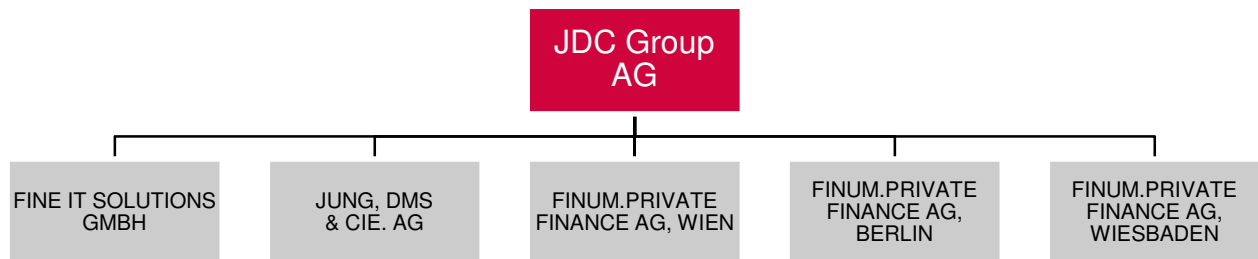 JDC Group
AG
FINE IT SOLUTIONS
GMBH
JUNG, DMS
& CIE. AG
FINUM.PRIVATE
FINANCE AG, WIEN
FINUM.PRIVATE
FINANCE AG,
BERLIN
FINUM.PRIVATE
FINANCE AG,
WIESBADEN